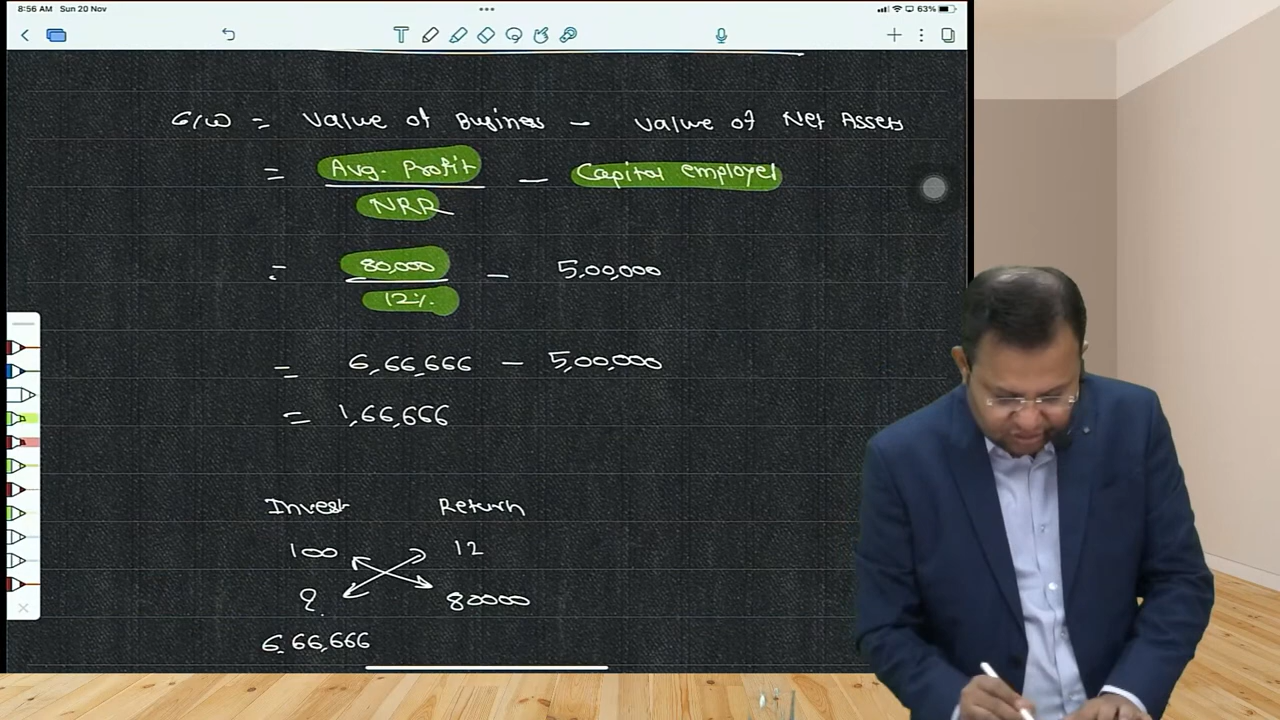 8:56 AM Sun 20 Nov
63%
G/W = Value of Business - Value of Net Assets
= Avg. Profit / NRR - Capital employed
= 80,000 / 12% - 5,00,000
= 6,66,666 - 5,00,000
= 1,66,666
Invest Return
100 12
? 80000
6,66,666